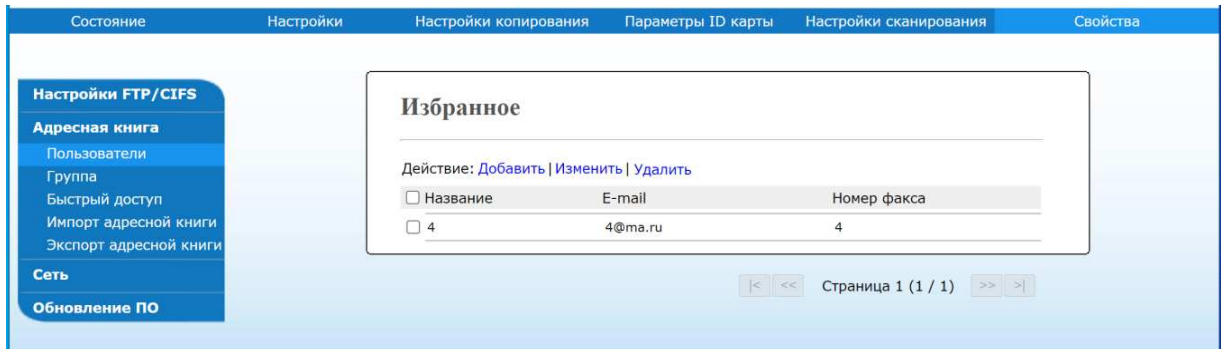 Состояние Настройки Настройки копирования Параметры ID карты Настройки сканирования Свойства
Настройки FTP/CIFS
Адресная книга
Пользователи
Группа
Быстрый доступ
Импорт адресной книги
Экспорт адресной книги
Сеть
Обновление ПО
Избранное
Действие: Добавить | Изменить | Удалить
Название E-mail Номер факса
4 4@ma.ru 4
|< << Страница 1 (1 / 1) >> >|